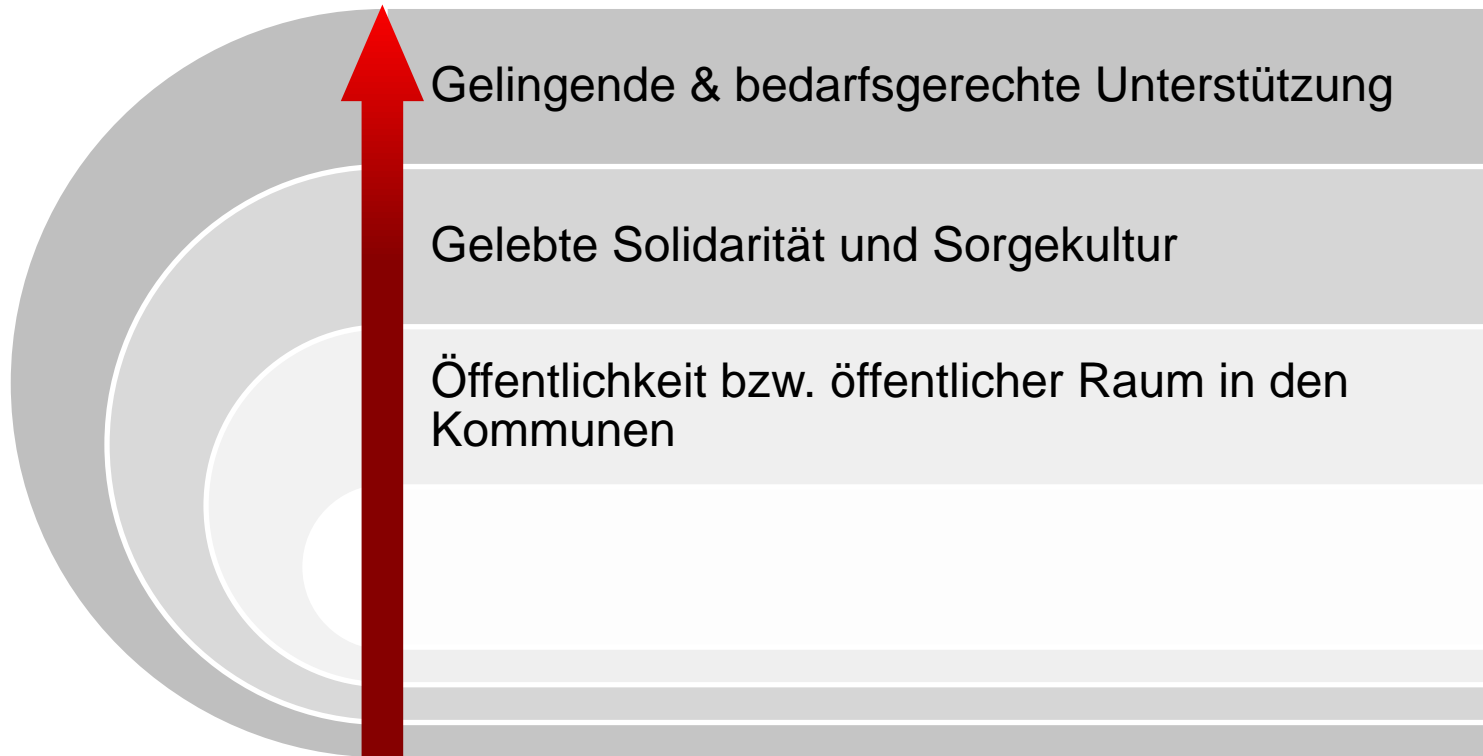 Gelingende & bedarfsgerechte Unterstützung
Gelebte Solidarität und Sorgekultur
Öffentlichkeit bzw. öffentlicher Raum in den
Kommunen